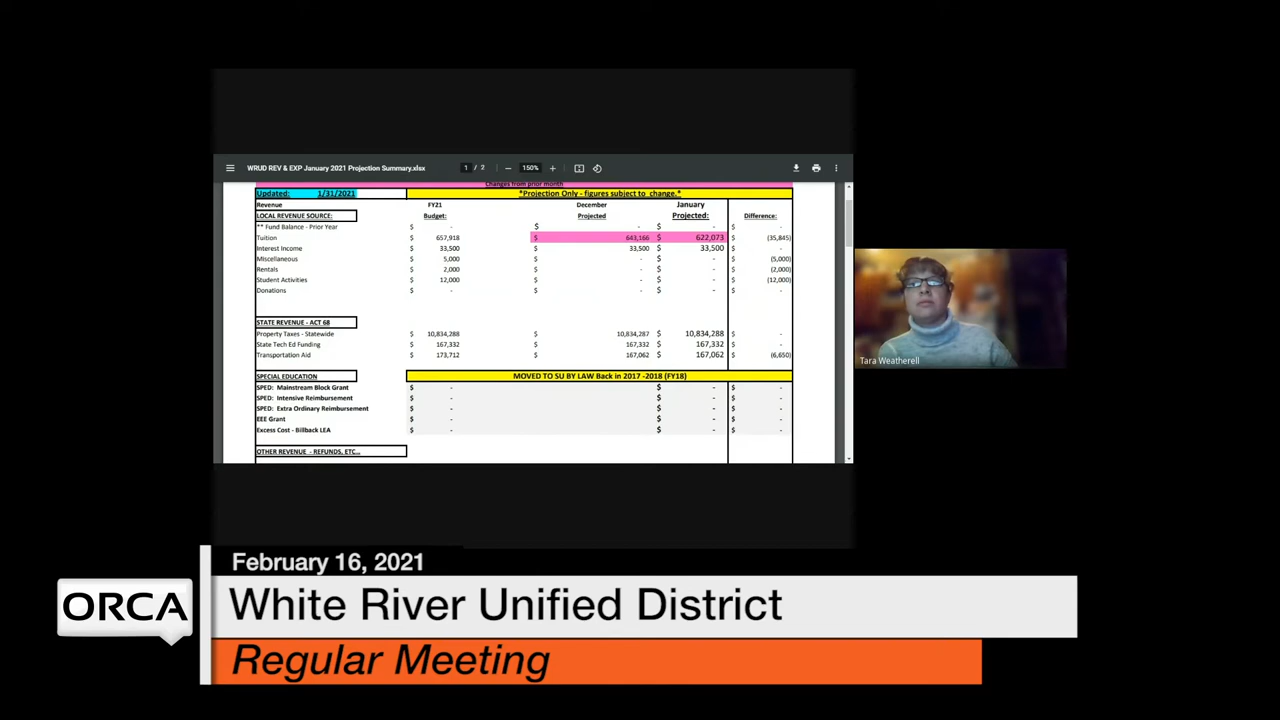 WRUD REV & EXP January 2021 Projection Summary.xlsx 1 / 2 — 150% +
Changes from prior month
Updated: 1/31/2021 *Projection Only - figures subject to change.*
Revenue FY21 December January
LOCAL REVENUE SOURCE: Budget: Projected Projected: Difference:
** Fund Balance - Prior Year $ - $ - $ - $ -
Tuition $ 657,918 $ 643,166 $ 622,073 $ (35,845)
Interest Income $ 33,500 $ 33,500 $ 33,500 $ -
Miscellaneous $ 5,000 $ - $ - $ (5,000)
Rentals $ 2,000 $ - $ - $ (2,000)
Student Activities $ 12,000 $ - $ - $ (12,000)
Donations $ - $ - $ - $ -
STATE REVENUE - ACT 68
Property Taxes - Statewide $ 10,834,288 $ 10,834,287 $ 10,834,288 $ -
State Tech Ed Funding $ 167,332 $ 167,332 $ 167,332 $ -
Transportation Aid $ 173,712 $ 167,062 $ 167,062 $ (6,650)
SPECIAL EDUCATION MOVED TO SU BY LAW Back in 2017 -2018 (FY18)
SPED: Mainstream Block Grant $ - $ - $ -
SPED: Intensive Reimbursement $ - $ - $ -
SPED: Extra Ordinary Reimbursement $ - $ - $ -
EEE Grant $ - $ - $ -
Excess Cost - Billback LEA $ - $ - $ -
OTHER REVENUE - REFUNDS, ETC...
Tara Weatherell
February 16, 2021
ORCA
White River Unified District
Regular Meeting